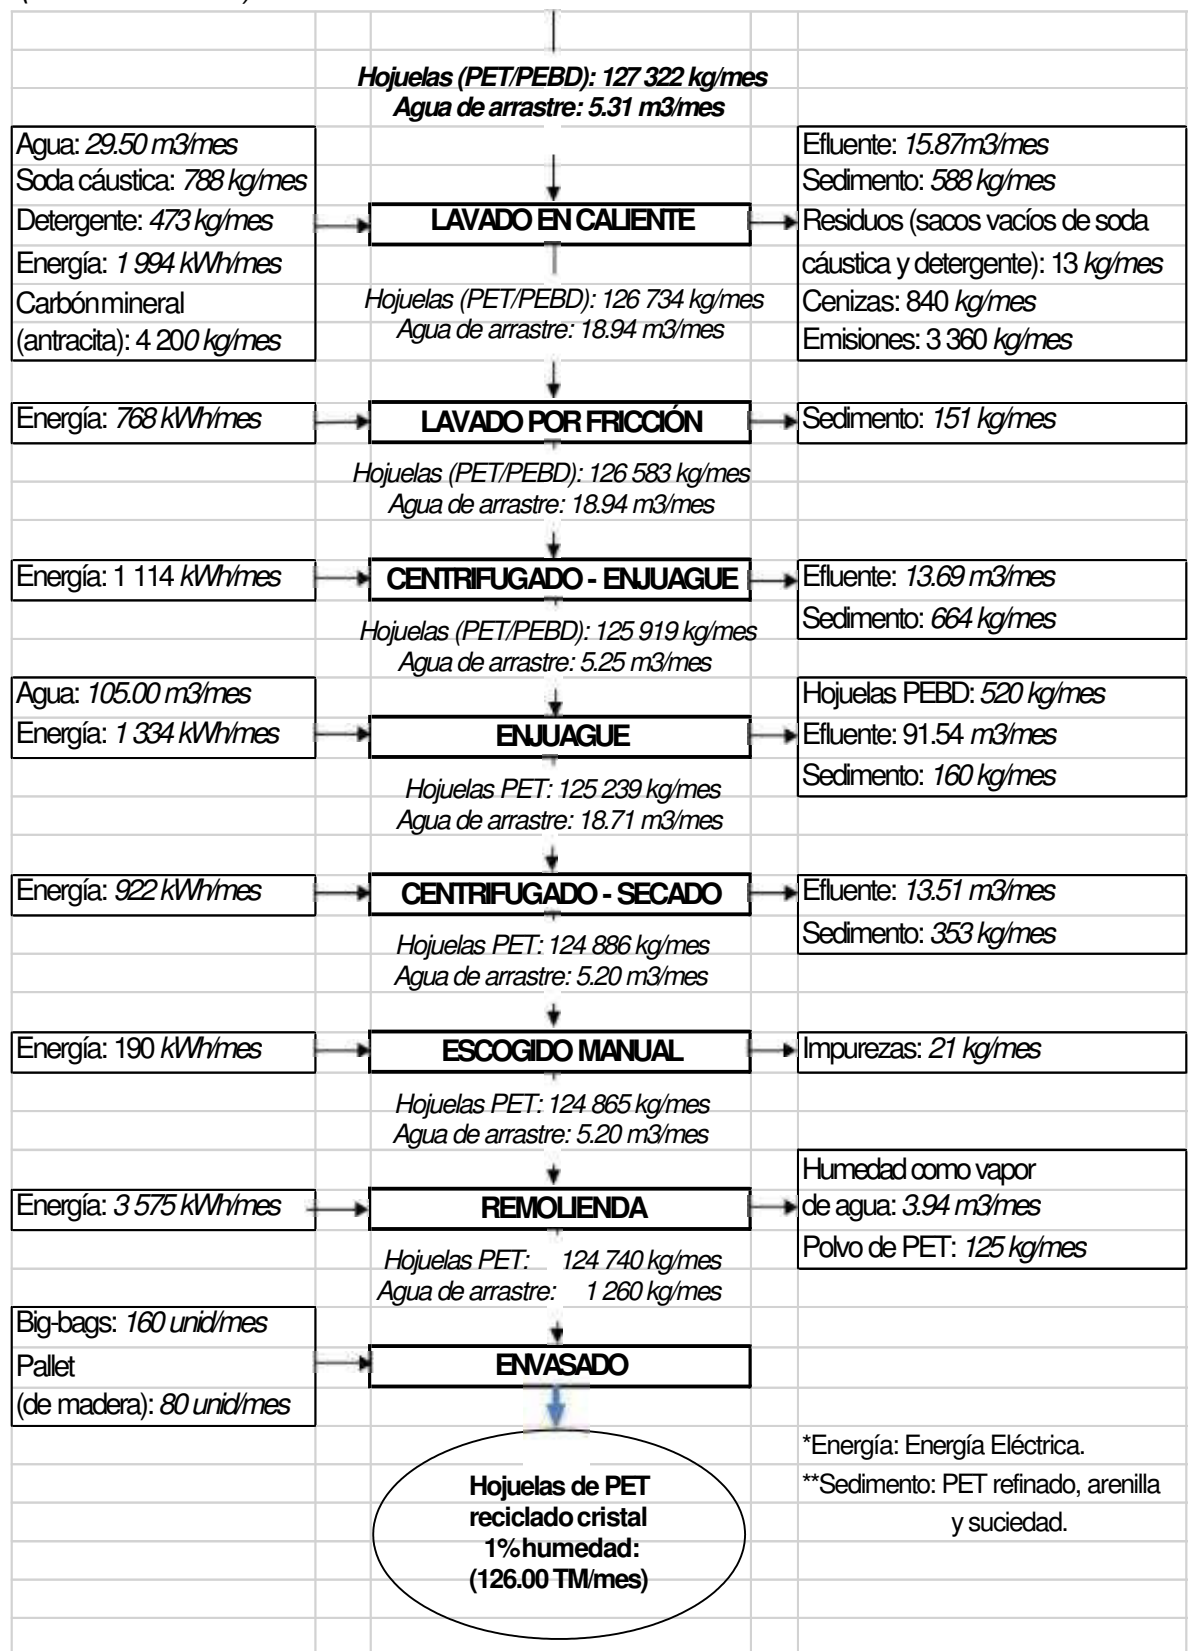 Hojuelas (PET/PEBD): 127 322 kg/mes
Agua de arrastre: 5.31 m3/mes
Agua: 29.50 m3/mes
Soda cáustica: 788 kg/mes
Detergente: 473 kg/mes
Energía: 1 994 kWh/mes
Carbón mineral
(antracita): 4 200 kg/mes
LAVADO EN CALIENTE
Efluente: 15.87m3/mes
Sedimento: 588 kg/mes
Residuos (sacos vacíos de soda
cáustica y detergente): 13 kg/mes
Cenizas: 840 kg/mes
Emisiones: 3 360 kg/mes
Hojuelas (PET/PEBD): 126 734 kg/mes
Agua de arrastre: 18.94 m3/mes
Energía: 768 kWh/mes
LAVADO POR FRICCIÓN
Sedimento: 151 kg/mes
Hojuelas (PET/PEBD): 126 583 kg/mes
Agua de arrastre: 18.94 m3/mes
Energía: 1 114 kWh/mes
CENTRIFUGADO - ENJUAGUE
Efluente: 13.69 m3/mes
Sedimento: 664 kg/mes
Hojuelas (PET/PEBD): 125 919 kg/mes
Agua de arrastre: 5.25 m3/mes
Agua: 105.00 m3/mes
Energía: 1 334 kWh/mes
ENJUAGUE
Hojuelas PEBD: 520 kg/mes
Efluente: 91.54 m3/mes
Sedimento: 160 kg/mes
Hojuelas PET: 125 239 kg/mes
Agua de arrastre: 18.71 m3/mes
Energía: 922 kWh/mes
CENTRIFUGADO - SECADO
Efluente: 13.51 m3/mes
Sedimento: 353 kg/mes
Hojuelas PET: 124 886 kg/mes
Agua de arrastre: 5.20 m3/mes
Energía: 190 kWh/mes
ESCOGIDO MANUAL
Impurezas: 21 kg/mes
Hojuelas PET: 124 865 kg/mes
Agua de arrastre: 5.20 m3/mes
Energía: 3 575 kWh/mes
REMOLIENDA
Humedad como vapor
de agua: 3.94 m3/mes
Polvo de PET: 125 kg/mes
Hojuelas PET: 124 740 kg/mes
Agua de arrastre: 1 260 kg/mes
Big-bags: 160 unid/mes
Pallet
(de madera): 80 unid/mes
ENVASADO
Hojuelas de PET
reciclado cristal
1% humedad:
(126.00 TM/mes)
*Energía: Energía Eléctrica.
**Sedimento: PET refinado, arenilla
y suciedad.